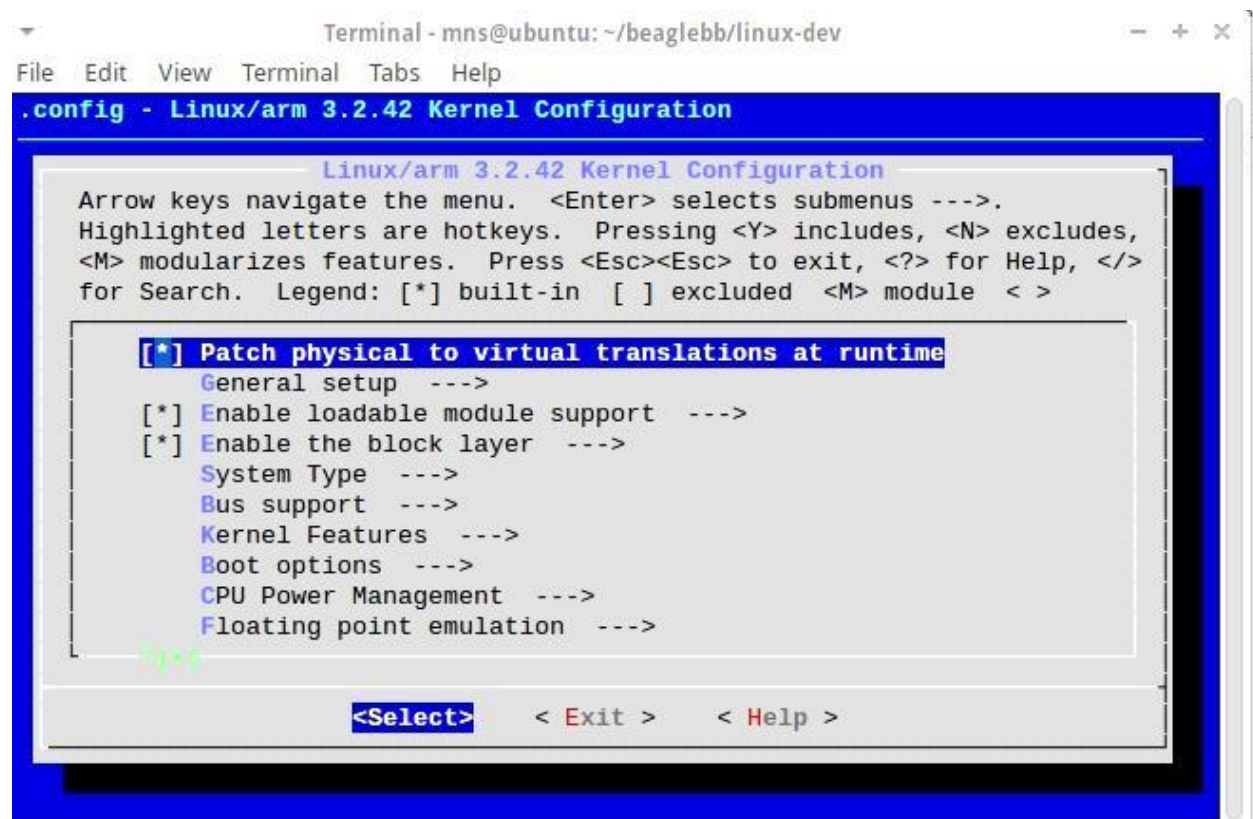 Terminal - mns@ubuntu: ~/beaglebb/linux-dev
File Edit View Terminal Tabs Help
.config - Linux/arm 3.2.42 Kernel Configuration
Linux/arm 3.2.42 Kernel Configuration
Arrow keys navigate the menu. <Enter> selects submenus --->.
Highlighted letters are hotkeys. Pressing <Y> includes, <N> excludes,
<M> modularizes features. Press <Esc><Esc> to exit, <?> for Help, </>
for Search. Legend: [*] built-in [ ] excluded <M> module < >
[*] Patch physical to virtual translations at runtime
General setup --->
[*] Enable loadable module support --->
[*] Enable the block layer --->
System Type --->
Bus support --->
Kernel Features --->
Boot options --->
CPU Power Management --->
Floating point emulation --->
<Select> < Exit > < Help >